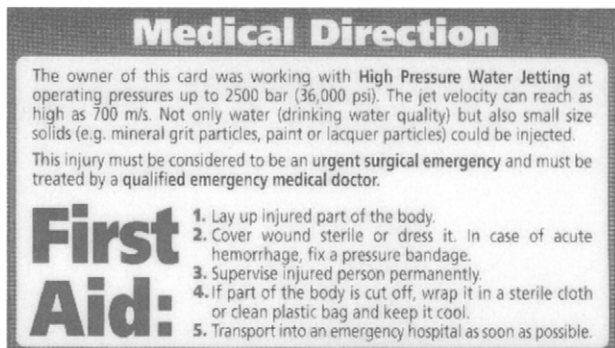 Medical Direction
The owner of this card was working with High Pressure Water Jetting at
operating pressures up to 2500 bar (36,000 psi). The jet velocity can reach as
high as 700 m/s. Not only water (drinking water quality) but also small size
solids (e.g. mineral grit particles, paint or lacquer particles) could be injected.
This injury must be considered to be an urgent surgical emergency and must be
treated by a qualified emergency medical doctor.
First
Aid:
1. Lay up injured part of the body.
2. Cover wound sterile or dress it. In case of acute
hemorrhage, fix a pressure bandage.
3. Supervise injured person permanently.
4. If part of the body is cut off, wrap it in a sterile cloth
or clean plastic bag and keep it cool.
5. Transport into an emergency hospital as soon as possible.